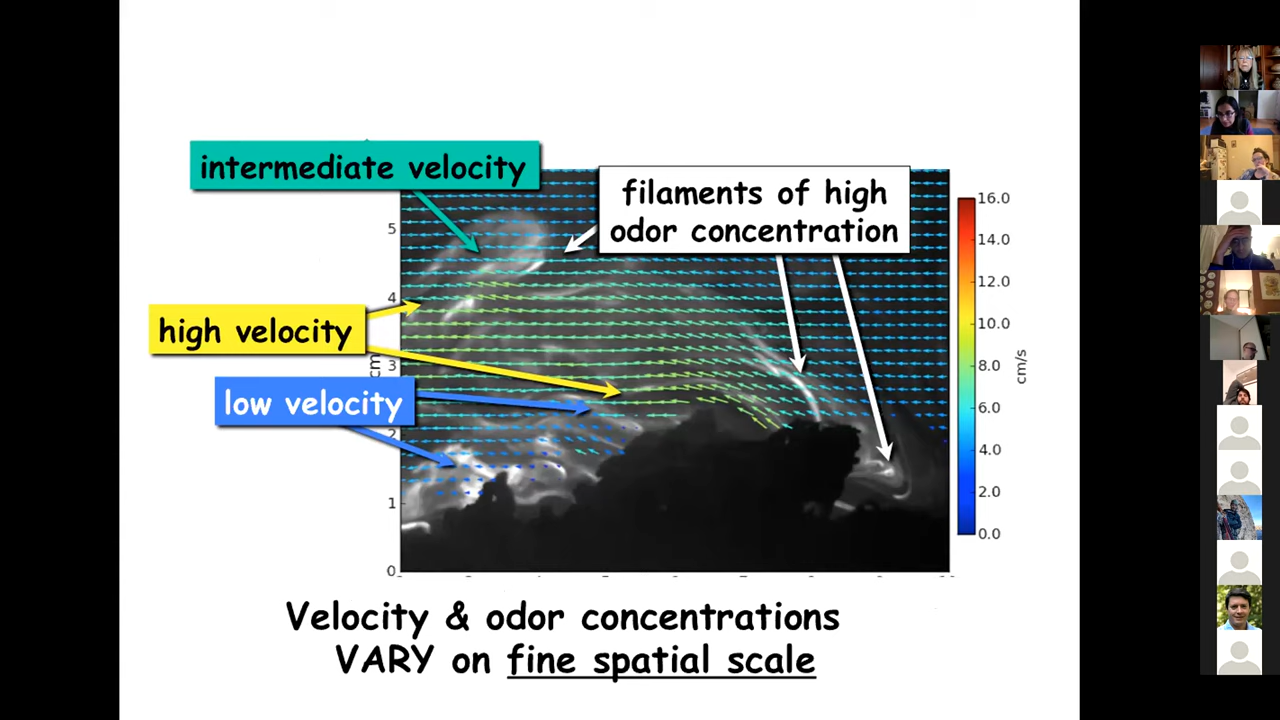 intermediate velocity
filaments of high
odor concentration
high velocity
low velocity
5
4
3
2
1
0
cm
16.0
14.0
12.0
10.0
8.0
6.0
4.0
2.0
0.0
cm/s
Velocity & odor concentrations
VARY on fine spatial scale